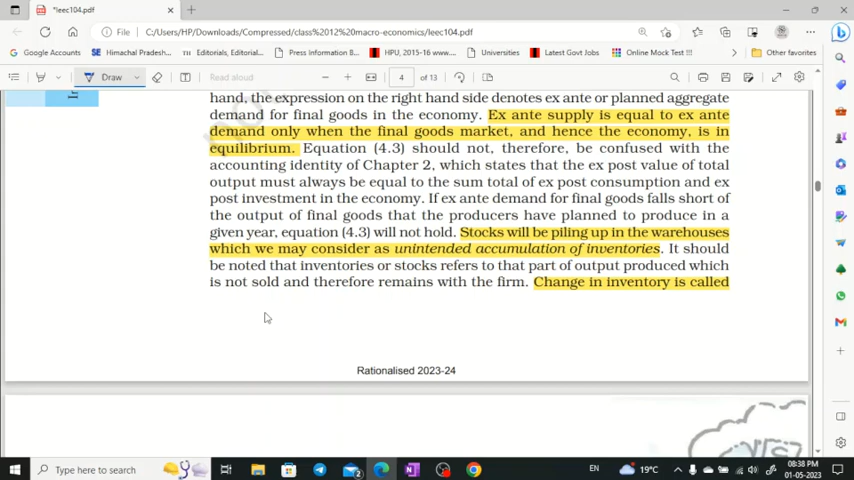 *leec104.pdf
C:/Users/HP/Downloads/Compressed/class%2012%20macro-economics/leec104.pdf
Google Accounts
Himachal Pradesh...
Editorials, Editorial...
Press Information B...
HPU, 2015-16 www....
Universities
Latest Govt Jobs
Online Mock Test !!!...
Other favorites
Draw
Read aloud
4 of 13
hand, the expression on the right hand side denotes ex ante or planned aggregate
demand for final goods in the economy. Ex ante supply is equal to ex ante
demand only when the final goods market, and hence the economy, is in
equilibrium. Equation (4.3) should not, therefore, be confused with the
accounting identity of Chapter 2, which states that the ex post value of total
output must always be equal to the sum total of ex post consumption and ex
post investment in the economy. If ex ante demand for final goods falls short of
the output of final goods that the producers have planned to produce in a
given year, equation (4.3) will not hold. Stocks will be piling up in the warehouses
which we may consider as unintended accumulation of inventories. It should
be noted that inventories or stocks refers to that part of output produced which
is not sold and therefore remains with the firm. Change in inventory is called
Rationalised 2023-24
Type here to search
EN
19°C
08:38 PM
01-05-2023